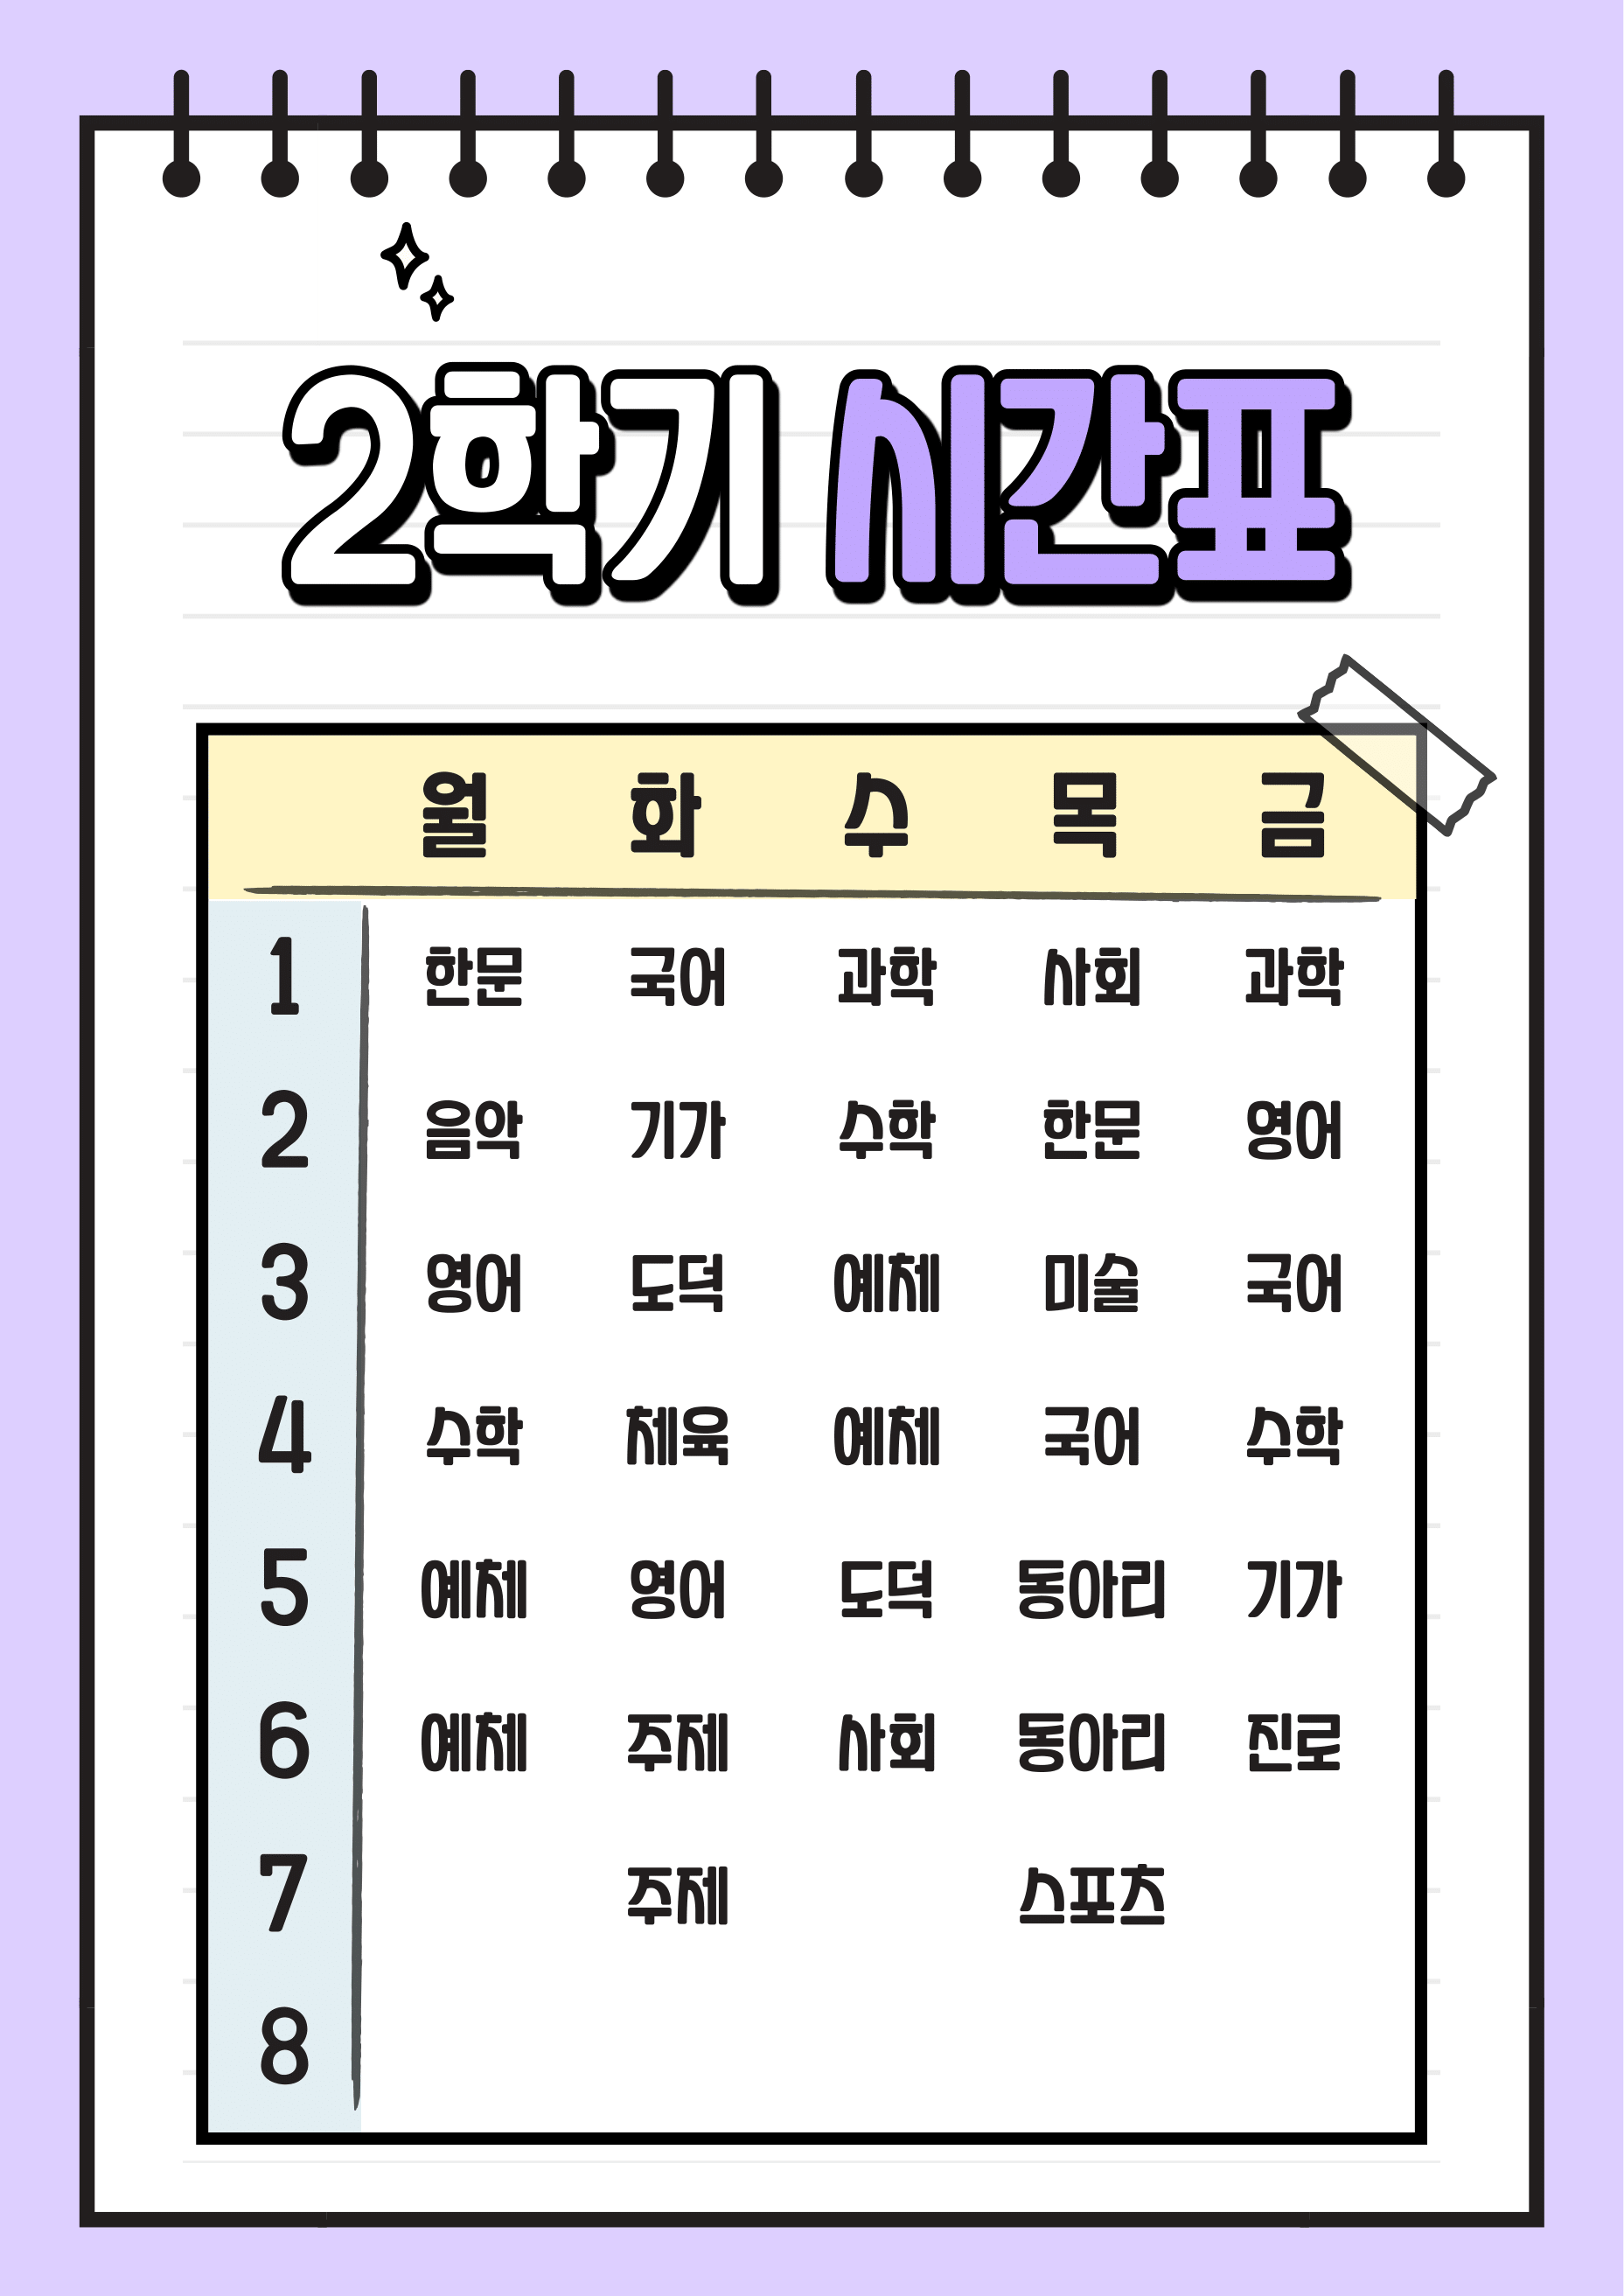 2학기 시간표
월 화 수 목 금
1 한문 국어 과학 사회 과학
2 음악 기가 수학 한문 영어
3 영어 도덕 예체 미술 국어
4 수학 체육 예체 국어 수학
5 예체 영어 도덕 동아리 기가
6 예체 주제 사회 동아리 진로
7 주제 스포츠
8